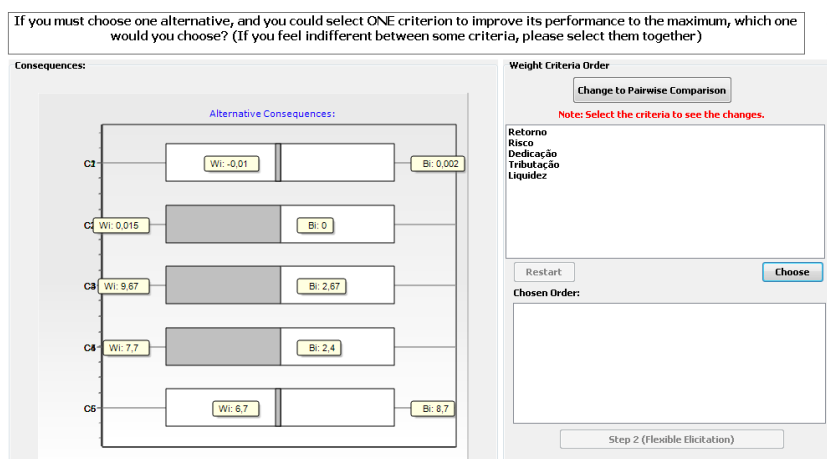 If you must choose one alternative, and you could select ONE criterion to improve its performance to the maximum, which one
would you choose? (If you feel indifferent between some criteria, please select them together)
Consequences:
Alternative Consequences:
C1
Wi: -0,01
Bi: 0,002
C2
Wi: 0,015
Bi: 0
C3
Wi: 9,67
Bi: 2,67
C4
Wi: 7,7
Bi: 2,4
C5
Wi: 6,7
Bi: 8,7
Weight Criteria Order
Change to Pairwise Comparison
Note: Select the criteria to see the changes.
Retorno
Risco
Dedicação
Tributação
Liquidez
Restart
Choose
Chosen Order:
Step 2 (Flexible Elicitation)